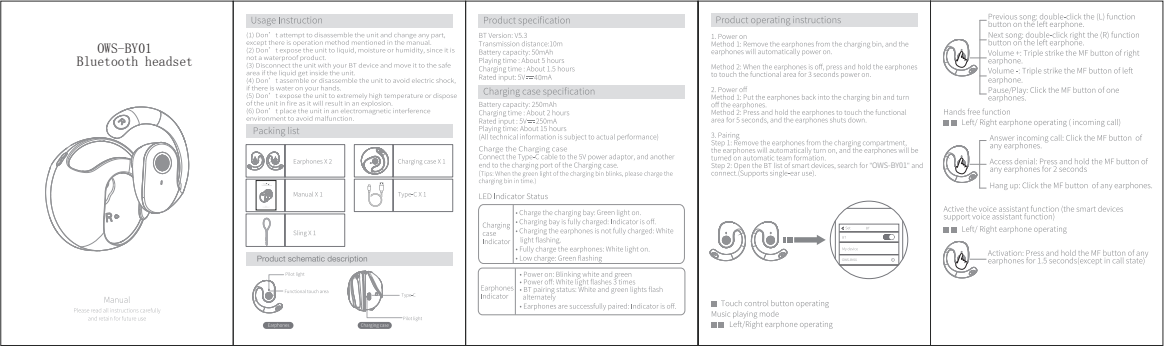 OWS-BY01
Bluetooth headset
R
Manual
Please read all instructions carefully
and retain for future use
Usage Instruction
(1) Don't attempt to disassemble the unit and change any part,
except there is operation method mentioned in the manual.
(2) Don't expose the unit to liquid, moisture or humidity, since it is
not a waterproof product.
(3) Disconnect the unit with your BT device and move it to the safe
area if the liquid get inside the unit.
(4) Don't assemble or disassemble the unit to avoid electric shock,
if there is water on your hands.
(5) Don't expose the unit to extremely high temperature or dispose
of the unit to fire as it will result in an explosion.
(6) Don't place the unit in an electromagnetic interference
environment to avoid malfunction.
Packing list
Earphones X 2
Charging case X 1
Manual X 1
Type-C X 1
Sling X 1
Product schematic description
Pilot light
Functional touch area
Type-C
Pilot light
Earphones
Charging case
Product specification
BT Version: V5.3
Transmission distance:10m
Battery capacity: 50mAh
Playing time : About 5 hours
Charging time : About 1.5 hours
Rated input: 5V⎓40mA
Charging case specification
Battery capacity: 250mAh
Charging time : About 2 hours
Rated input : 5V⎓250mA
Playing time: About 15 hours
(All technical information is subject to actual performance)
Charge the Charging case
Connect the Type-C cable to the 5V power adaptor, and another
end to the charging port of the Charging case.
(Tips: When the green light of the charging bin blinks, please charge the
charging bin in time.)
LED Indicator Status
Charging
case
Indicator
• Charge the charging bay: Green light on.
• Charging bay is fully charged: Indicator is off.
• Charging the earphones is not fully charged: White
light flashing.
• Fully charge the earphones: White light on.
• Low charge: Green flashing
Earphones
Indicator
• Power on: Blinking white and green
• Power off: White light flashes 3 times
• BT pairing status: White and green lights flash
alternately
• Earphones are successfully paired: Indicator is off.
Product operating instructions
1. Power on
Method 1: Remove the earphones from the charging bin, and the
earphones will automatically power on.
Method 2: When the earphones is off, press and hold the earphones
to touch the functional area for 3 seconds power on.
2. Power off
Method 1: Put the earphones back into the charging bin and turn
off the earphones.
Method 2: Press and hold the earphones to touch the functional
area for 5 seconds, and the earphones shuts down.
3. Pairing
Step 1: Remove the earphones from the charging compartment,
the earphones will automatically turn on, and the earphones will be
turned on automatic team formation.
Step 2: Open the BT list of smart devices, search for "OWS-BY01" and
connect.(Supports single-ear use).
Touch control button operating
Music playing mode
Left/Right earphone operating
Previous song: double-click the (L) function
button on the left earphone.
Next song: double-click right the (R) function
button on the left earphone.
Volume +: Triple strike the MF button of right
earphone.
Volume -: Triple strike the MF button of left
earphone.
Pause/Play: Click the MF button of one
earphones.
Hands free function
Left/ Right earphone operating (incoming call)
Answer incoming call: Click the MF button of
any earphones.
Access denial: Press and hold the MF button of
any earphones for 2 seconds
Hang up: Click the MF button of any earphones.
Active the voice assistant function (the smart devices
support voice assistant function)
Left/ Right earphone operating
Activation: Press and hold the MF button of any
earphones for 1.5 seconds(except in call state)